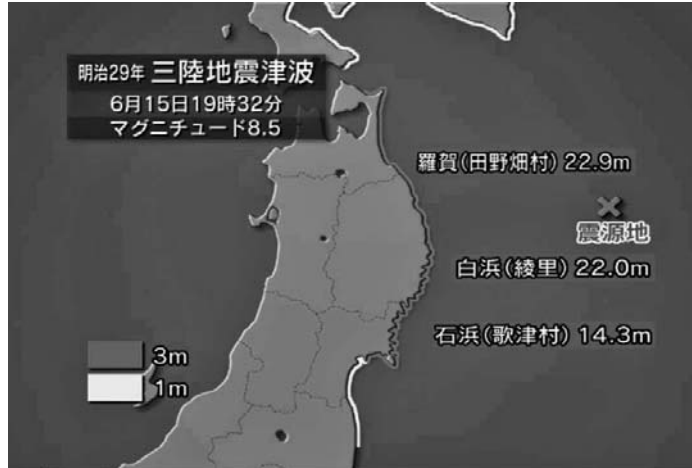 明治29年 三陸地震津波
6月15日19時32分
マグニチュード8.5
羅賀(田野畑村) 22.9m
震源地
白浜(綾里) 22.0m
石浜(歌津村) 14.3m
3m
1m